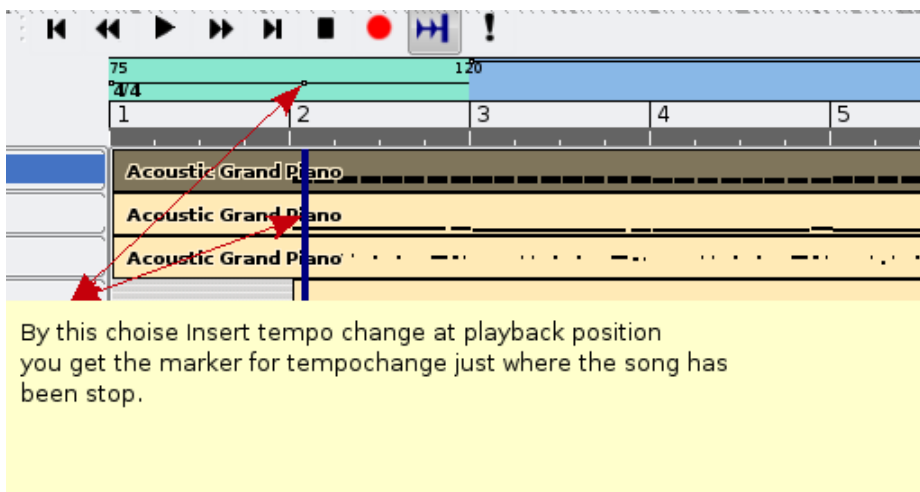 75 120
4/4
1 2 3 4 5
Acoustic Grand Piano
Acoustic Grand Piano
Acoustic Grand Piano
By this choise Insert tempo change at playback position
you get the marker for tempochange just where the song has
been stop.